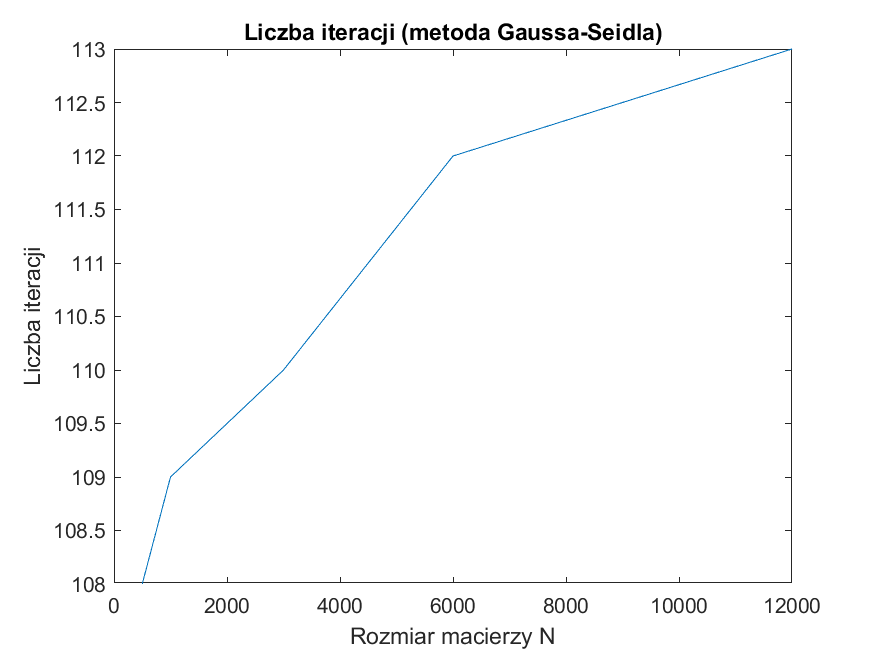 Liczba iteracji (metoda Gaussa-Seidla)
113
112.5
112
111.5
111
110.5
110
109.5
109
108.5
108
Liczba iteracji
0 2000 4000 6000 8000 10000 12000
Rozmiar macierzy N